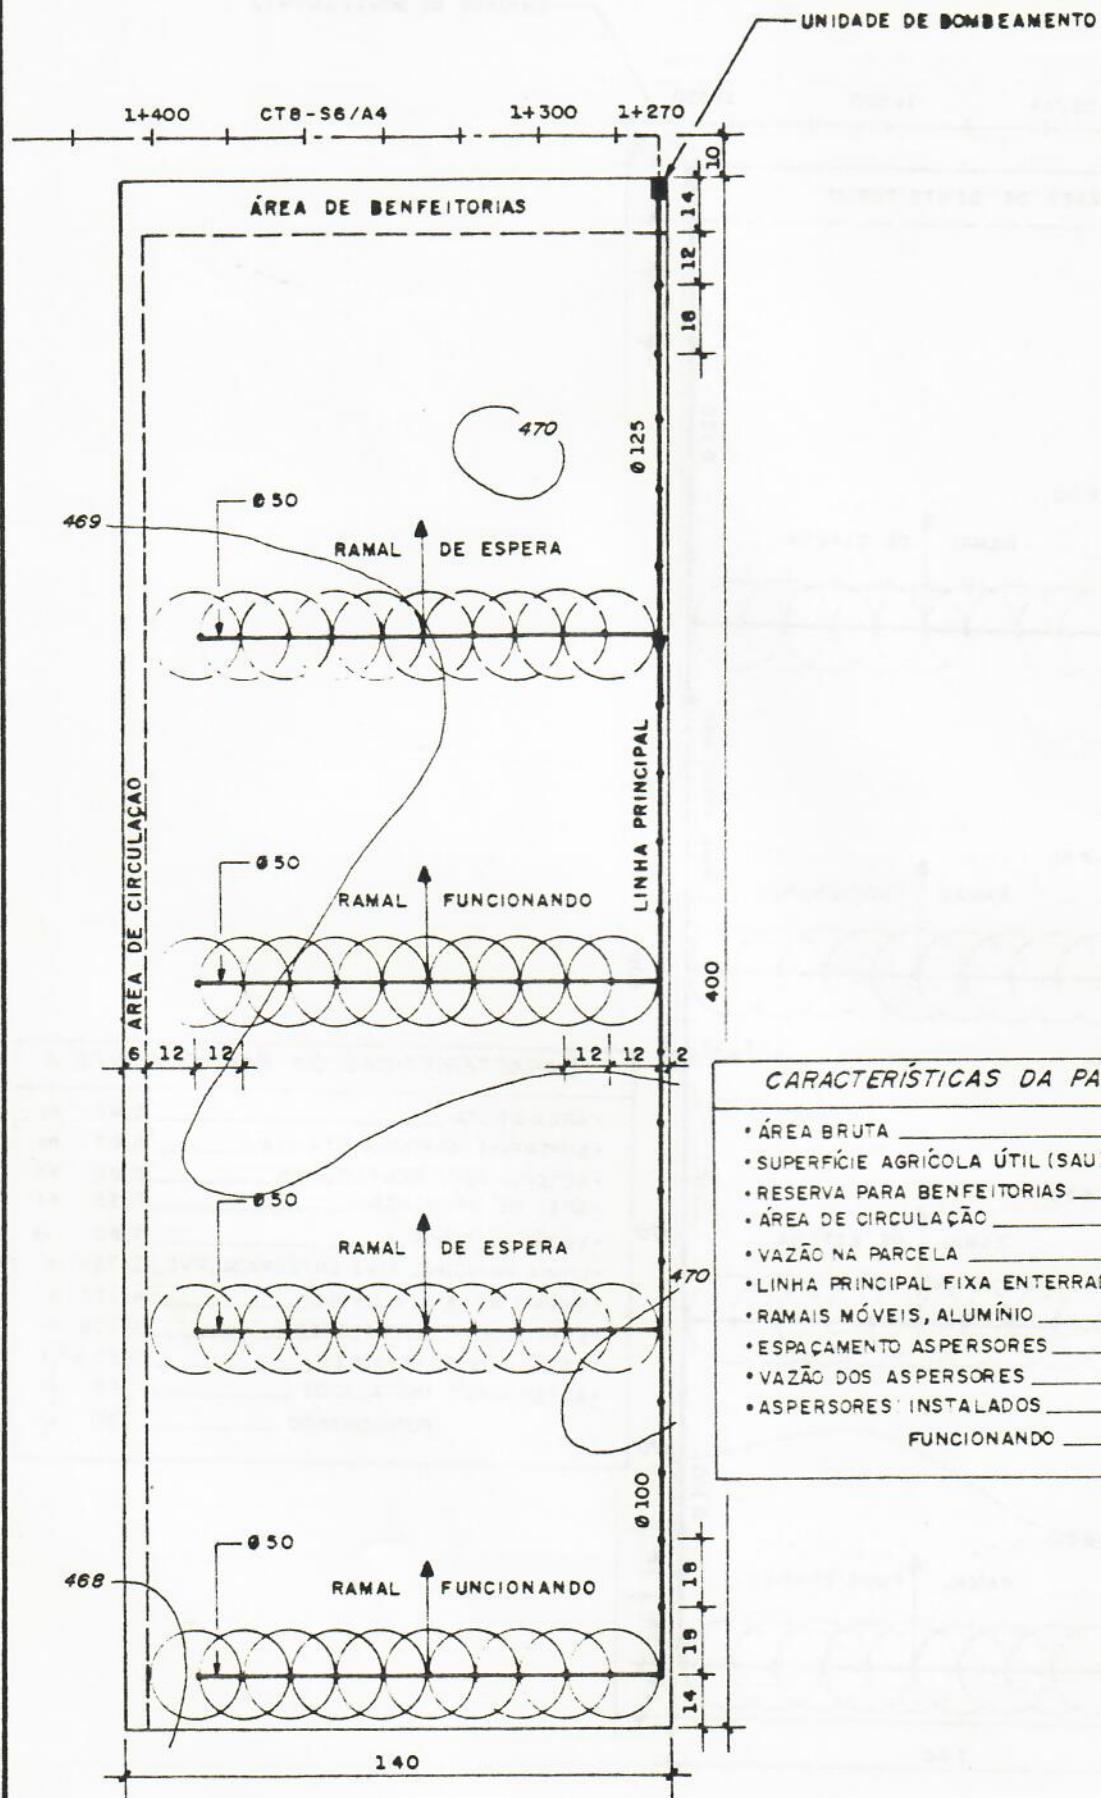 UNIDADE DE BOMBEAMENTO
1+400 CT8-S6/A4 1+300 1+270
10
ÁREA DE BENFEITORIAS
14
12
18
470
Ø 125
Ø 50
469
RAMAL DE ESPERA
LINHA PRINCIPAL
ÁREA DE CIRCULAÇÃO
Ø 50
RAMAL FUNCIONANDO
400
6 12 12 12 12 2
CARACTERÍSTICAS DA PA
• ÁREA BRUTA
• SUPERFÍCIE AGRÍCOLA ÚTIL (SAU)
• RESERVA PARA BENFEITORIAS
• ÁREA DE CIRCULAÇÃO
• VAZÃO NA PARCELA
• LINHA PRINCIPAL FIXA ENTERRAD
• RAMAIS MÓVEIS, ALUMÍNIO
• ESPAÇAMENTO ASPERSORES
• VAZÃO DOS ASPERSORES
• ASPERSORES: INSTALADOS
FUNCIONANDO
Ø 50
RAMAL DE ESPERA
470
Ø 100
Ø 50
468
RAMAL FUNCIONANDO
18
18
14
140